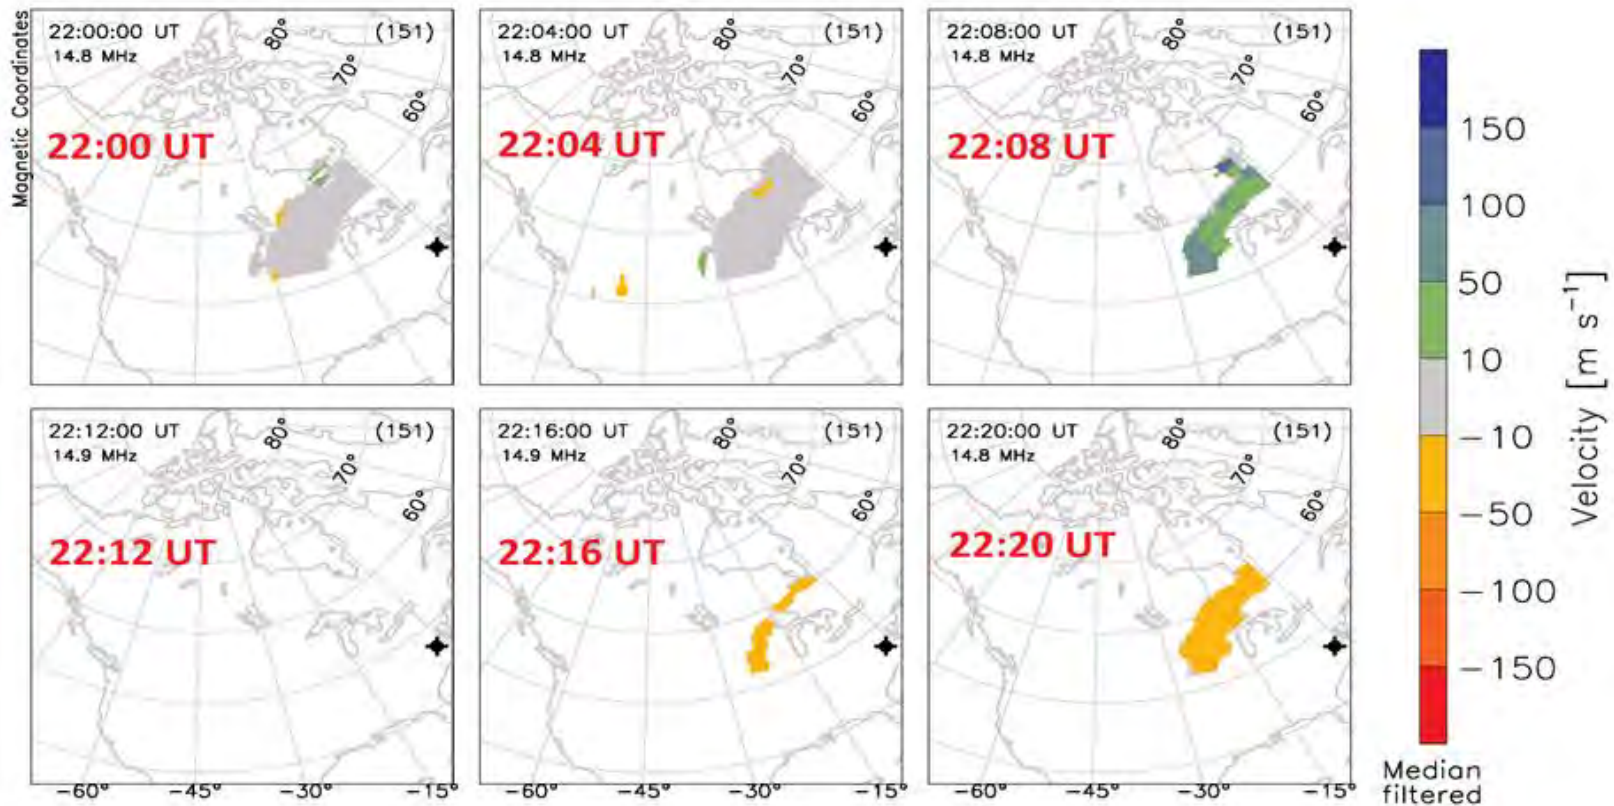 Magnetic Coordinates
22:00:00 UT (151)
14.8 MHz
80°
70°
60°
22:00 UT
22:04:00 UT (151)
14.8 MHz
80°
70°
60°
22:04 UT
22:08:00 UT (151)
14.8 MHz
80°
70°
60°
22:08 UT
22:12:00 UT (151)
14.9 MHz
80°
70°
60°
22:12 UT
22:16:00 UT (151)
14.9 MHz
80°
70°
60°
22:16 UT
22:20:00 UT (151)
14.8 MHz
80°
70°
60°
22:20 UT
-60° -45° -30° -15°
-60° -45° -30° -15°
-60° -45° -30° -15°
150
100
50
10
-10
-50
-100
-150
Velocity [m s⁻¹]
Median
filtered